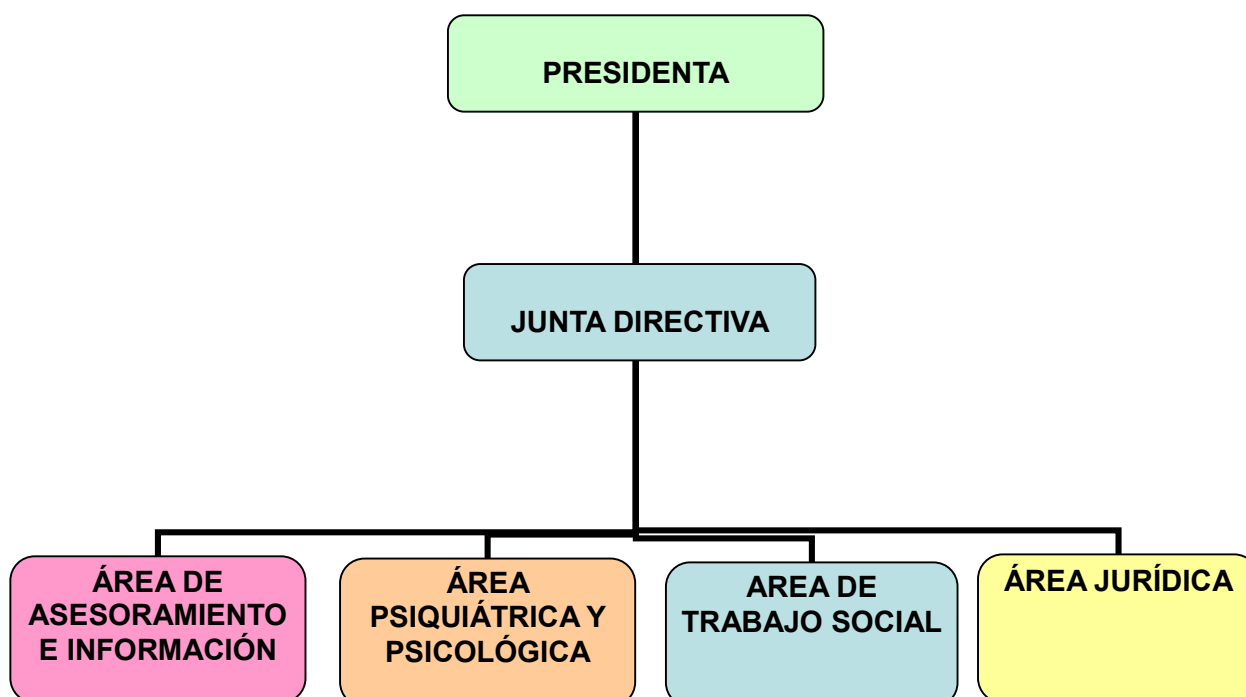 PRESIDENTA
JUNTA DIRECTIVA
ÁREA DE
ASESORAMIENTO
E INFORMACIÓN
ÁREA
PSIQUIÁTRICA Y
PSICOLÓGICA
AREA DE
TRABAJO SOCIAL
ÁREA JURÍDICA